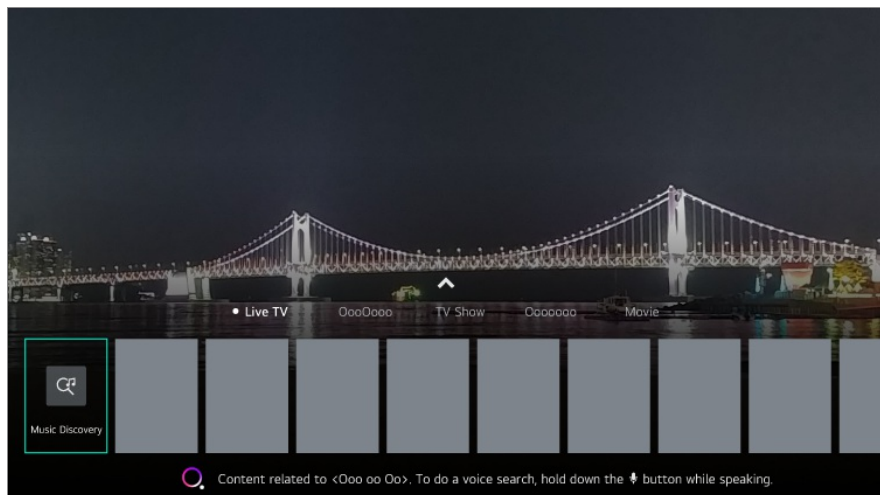 Live TV OooOooo TV Show Ooooooo Movie
Music Discovery
Content related to <Ooo oo Oo>. To do a voice search, hold down the button while speaking.